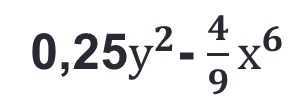 0,25y² - 4/9 x⁶